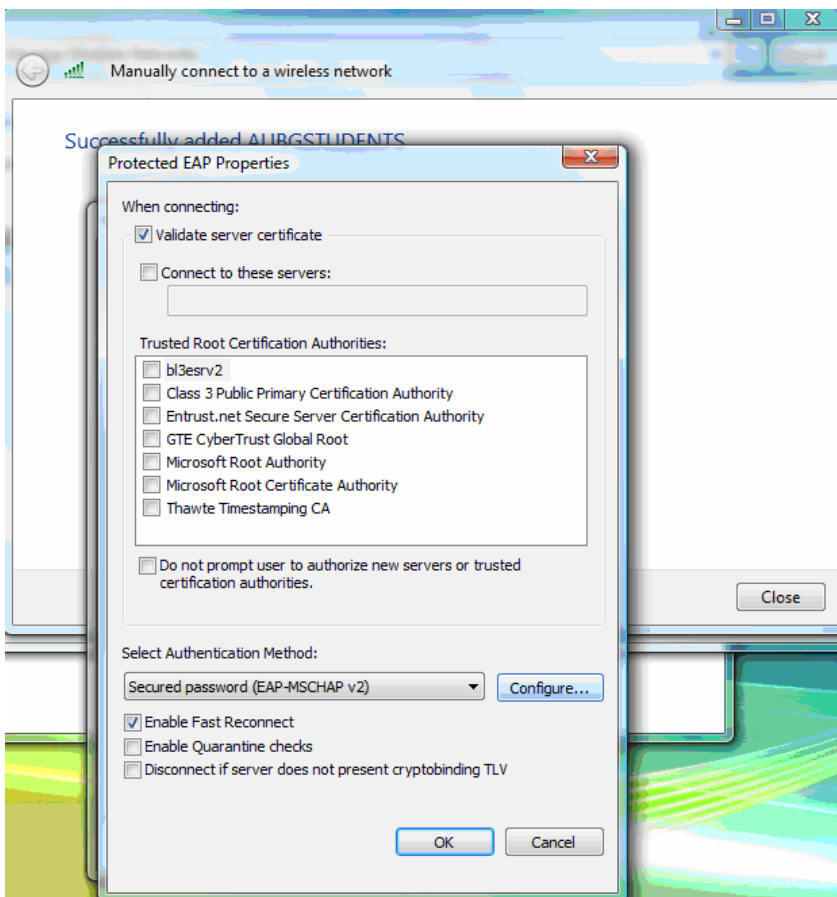 Manually connect to a wireless network
Successfully added AUBGSTUDENTS
Protected EAP Properties
When connecting:
Validate server certificate
Connect to these servers:
Trusted Root Certification Authorities:
bl3esrv2
Class 3 Public Primary Certification Authority
Entrust.net Secure Server Certification Authority
GTE CyberTrust Global Root
Microsoft Root Authority
Microsoft Root Certificate Authority
Thawte Timestamping CA
Do not prompt user to authorize new servers or trusted
certification authorities.
Close
Select Authentication Method:
Secured password (EAP-MSCHAP v2)
Configure...
Enable Fast Reconnect
Enable Quarantine checks
Disconnect if server does not present cryptobinding TLV
OK
Cancel